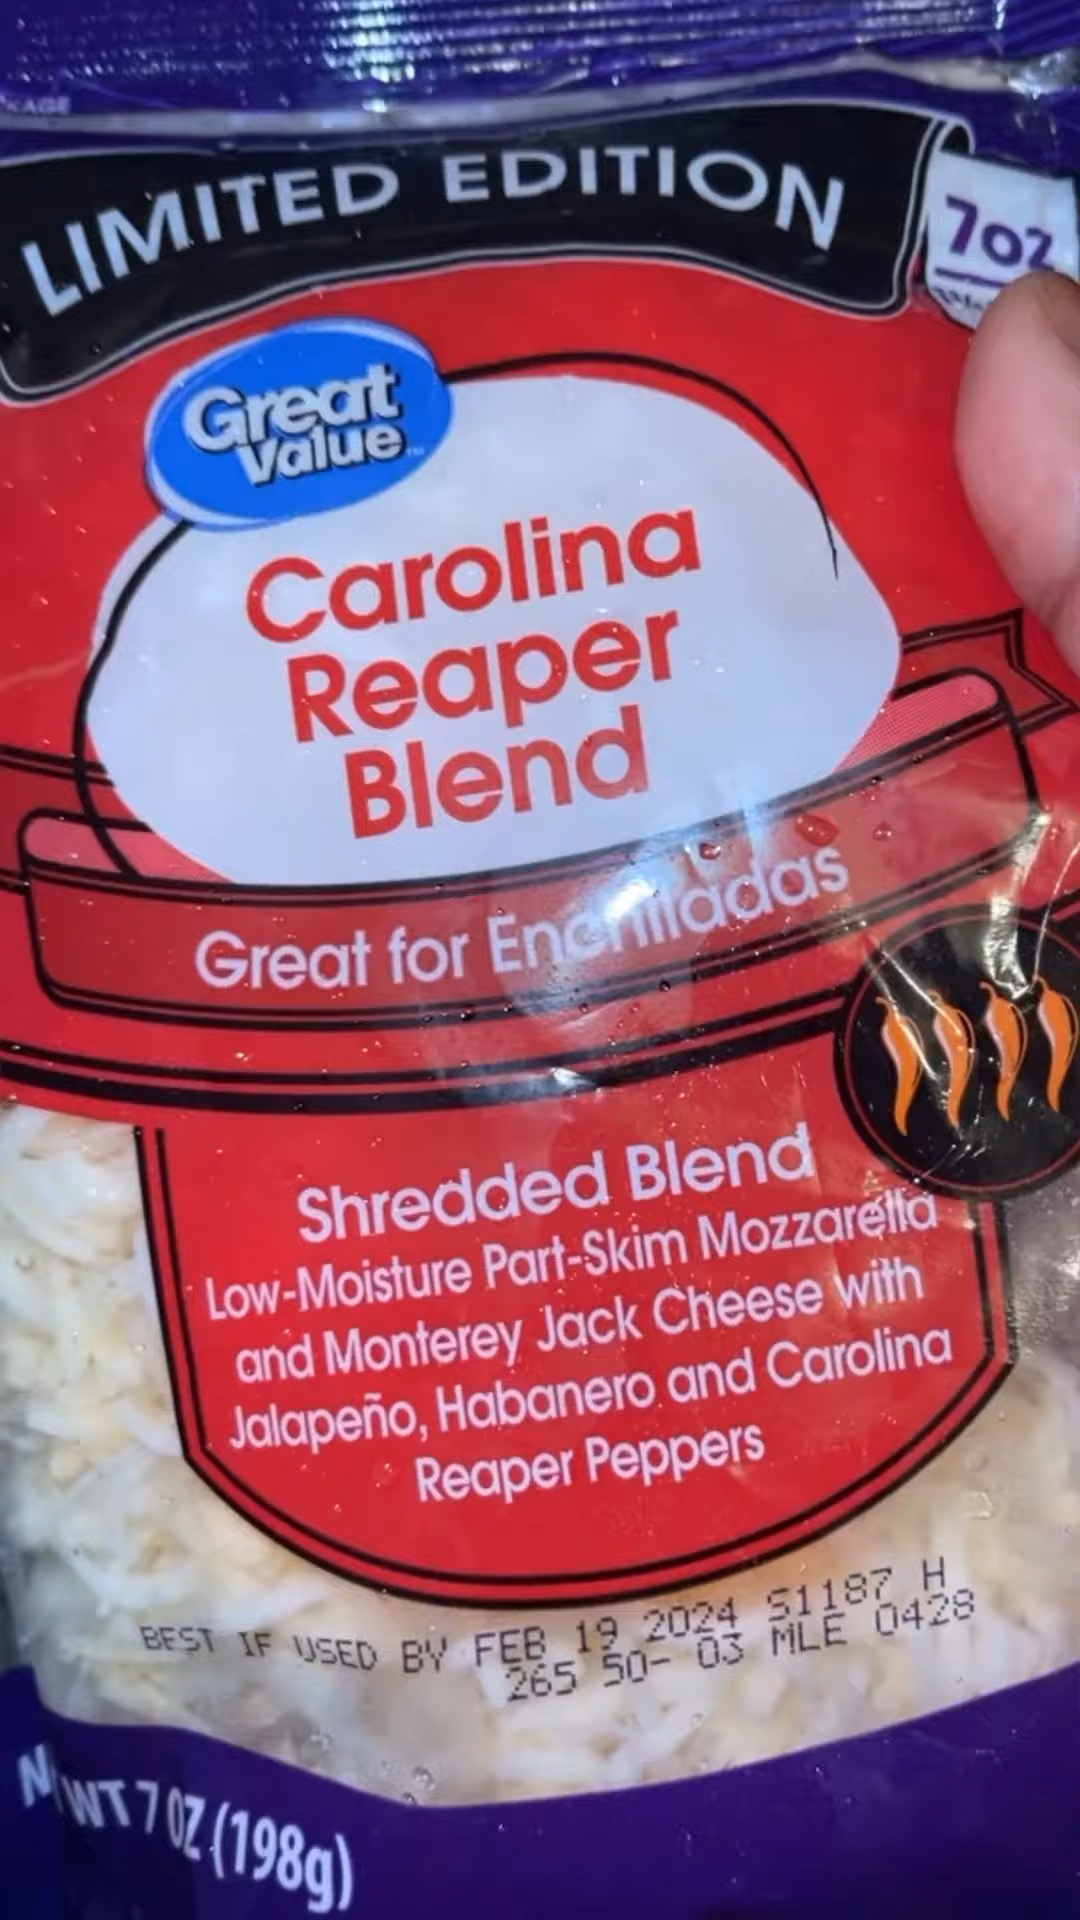 KAGE
LIMITED EDITION
7oz
Great
Value™
Carolina
Reaper
Blend
Great for Enchiladas
Shredded Blend
Low-Moisture Part-Skim Mozzarella
and Monterey Jack Cheese with
Jalapeño, Habanero and Carolina
Reaper Peppers
BEST IF USED BY FEB 19 2024 S1187 H
265 50- 03 MLE 0428
WT 7 OZ (198g)